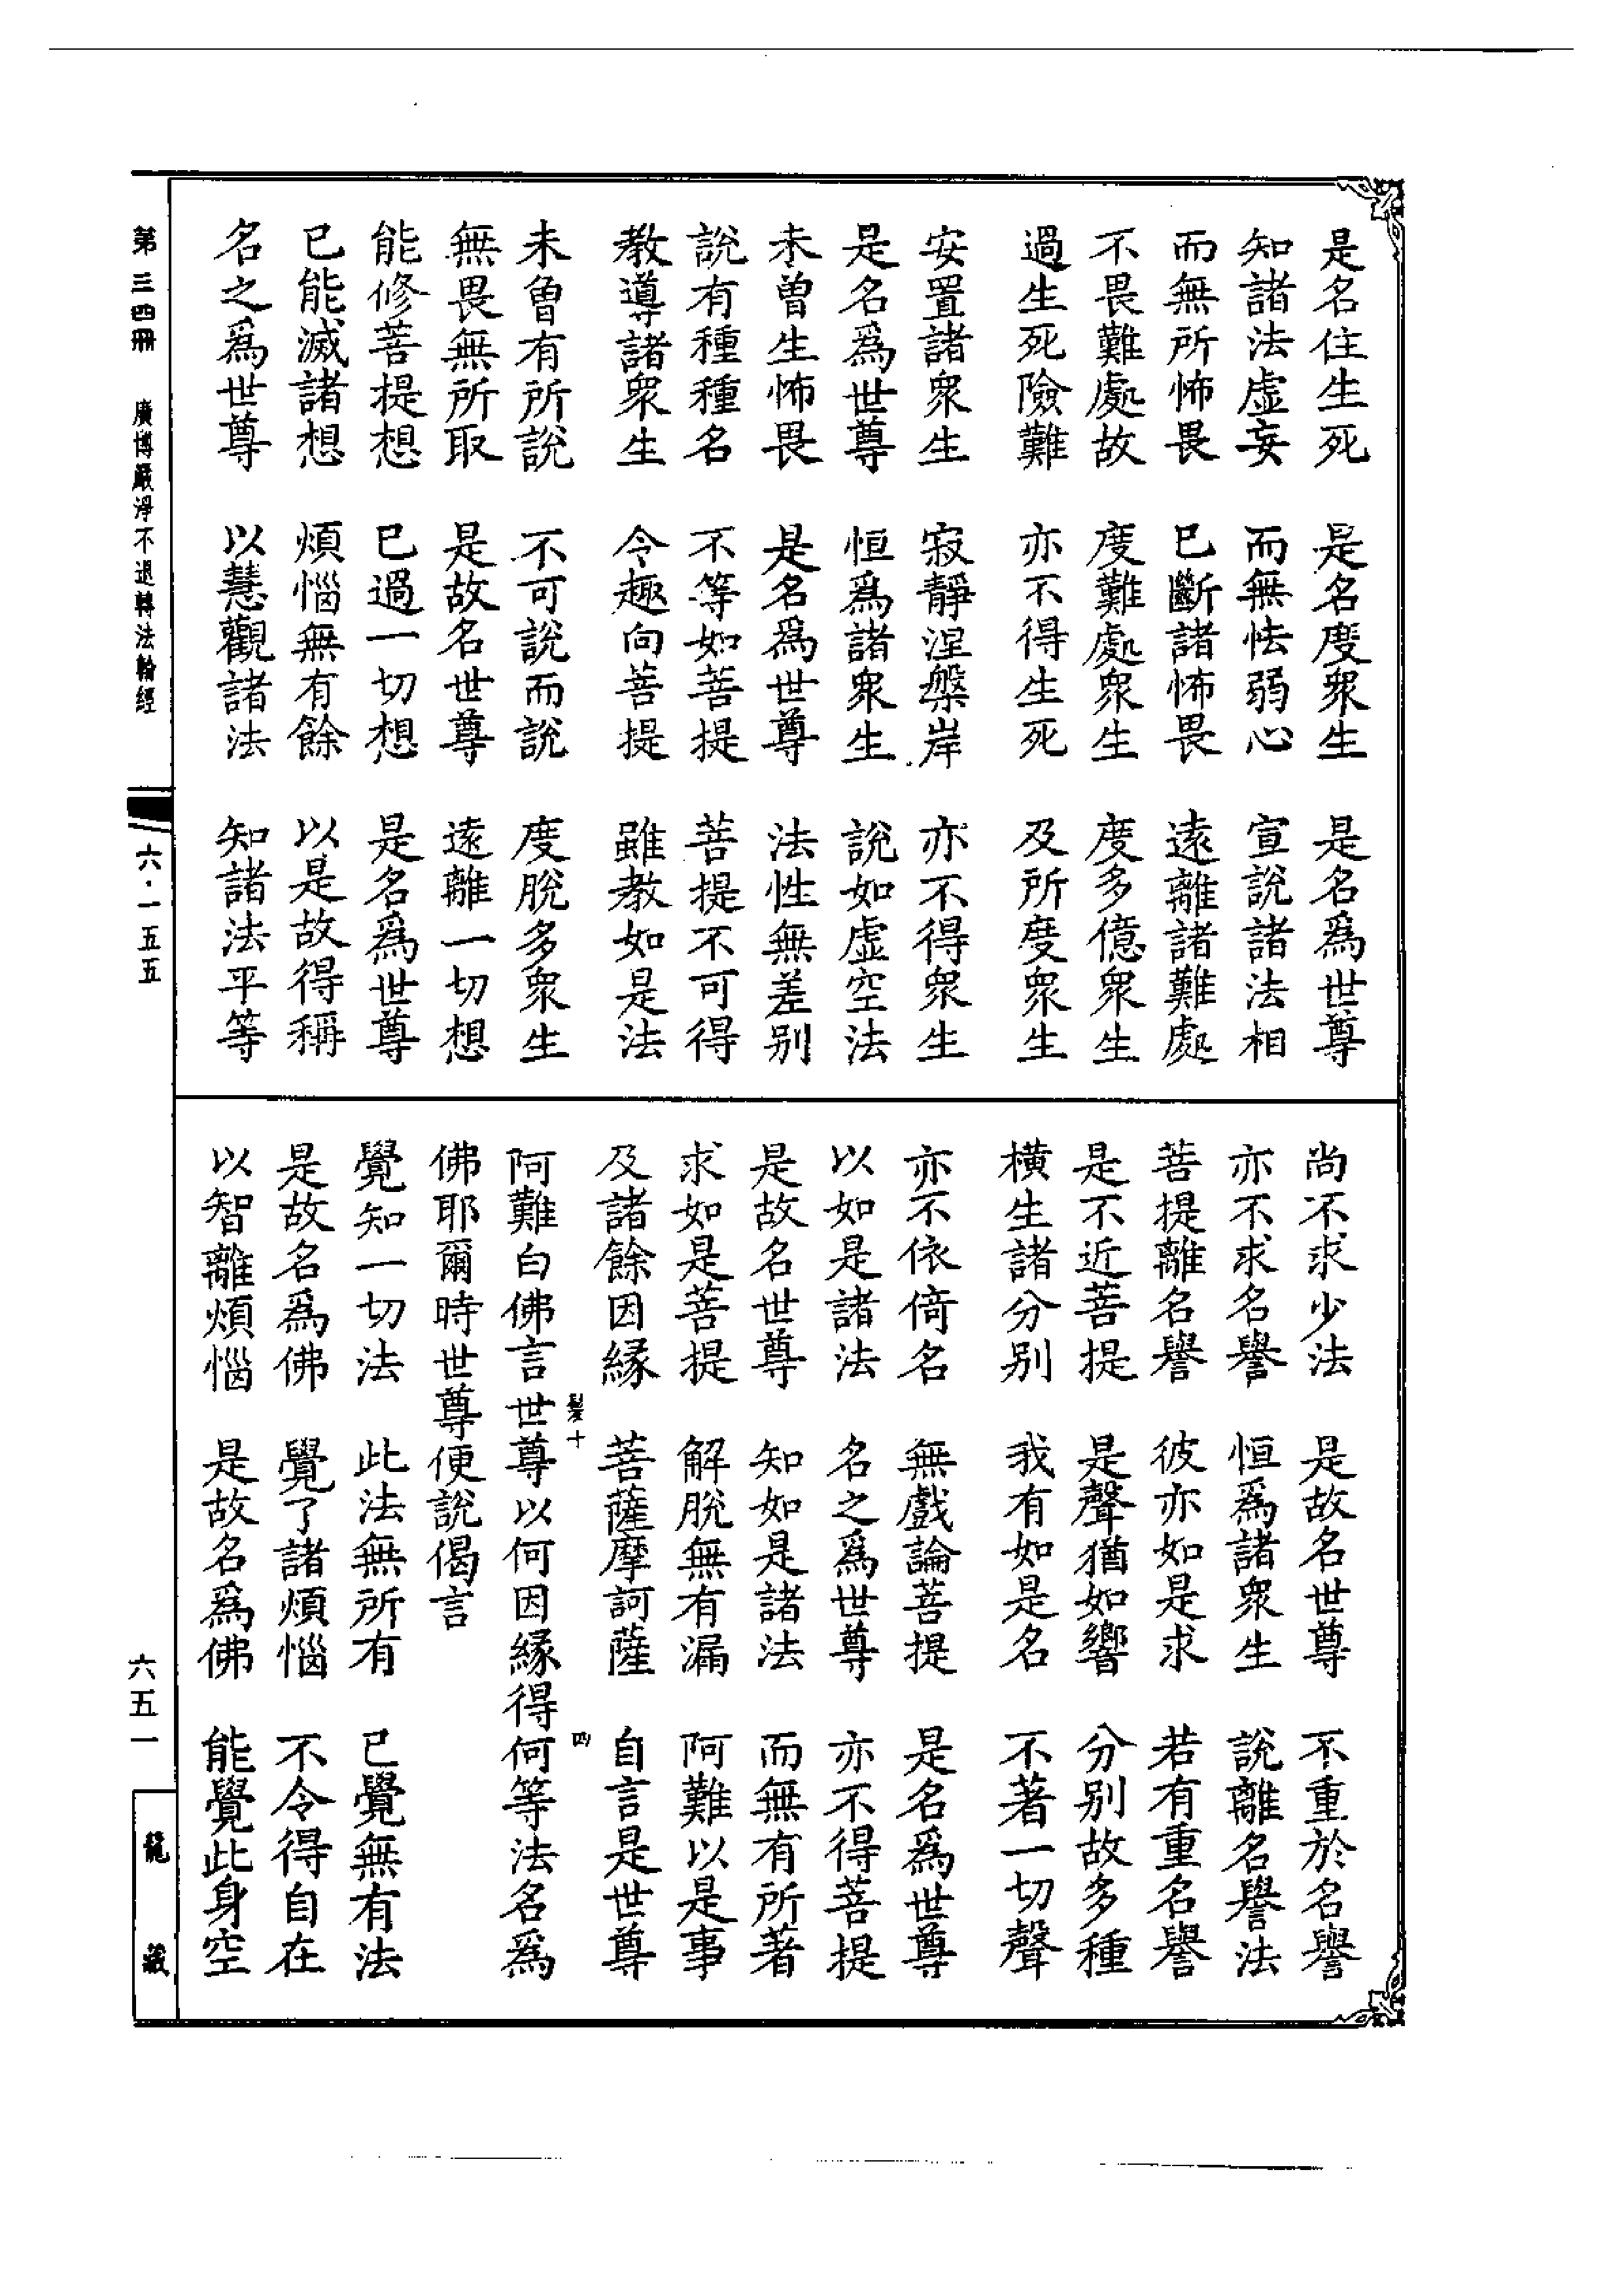 是名住生死　是名度衆生　是名爲世尊
知諸法虛妄　而無怯弱心　宣說諸法相
而無所怖畏　已斷諸怖畏　遠離諸難處
不畏難處故　度難處衆生　度多億衆生
過生死險難　亦不得生死　及所度衆生
安置諸衆生　寂靜涅槃岸　亦不得衆生
是名爲世尊　恒爲諸衆生　說如虛空法
未曾生怖畏　是名爲世尊　法性無差别
說有種種名　不等如菩提　菩提不可得
教導諸衆生　令趣向菩提　雖教如是法
未曾有所說　不可說而說　度脫多衆生
無畏無所取　是故名世尊　遠離一切想
能修菩提想　已過一切想　是名爲世尊
已能滅諸想　煩惱無有餘　以是故得稱
名之爲世尊　以慧觀諸法　知諸法平等
尚不求少法　是故名世尊　不重於名譽
亦不求名譽　恒爲諸衆生　說離名譽法
菩提離名譽　彼亦如是求　若有重名譽
是不近菩提　是聲猶如響　分别故多種
橫生諸分别　我有如是名　不著一切聲
亦不依倚名　無戲論菩提　是名爲世尊
以如是諸法　名之爲世尊　亦不得菩提
是故名世尊　知如是諸法　而無有所著
求如是菩提　解脫無有漏　阿難以是事
及諸餘因緣　菩薩摩訶薩　自言是世尊
髮十　四
阿難白佛言世尊以何因緣得何等法名爲
佛耶爾時世尊便說偈言
覺知一切法　此法無所有　已覺無有法
是故名爲佛　覺了諸煩惱　不令得自在
以智離煩惱　是故名爲佛　能覺此身空
第三四冊　廣博嚴淨不退轉法輪經
六·一五五
六五一
龍藏